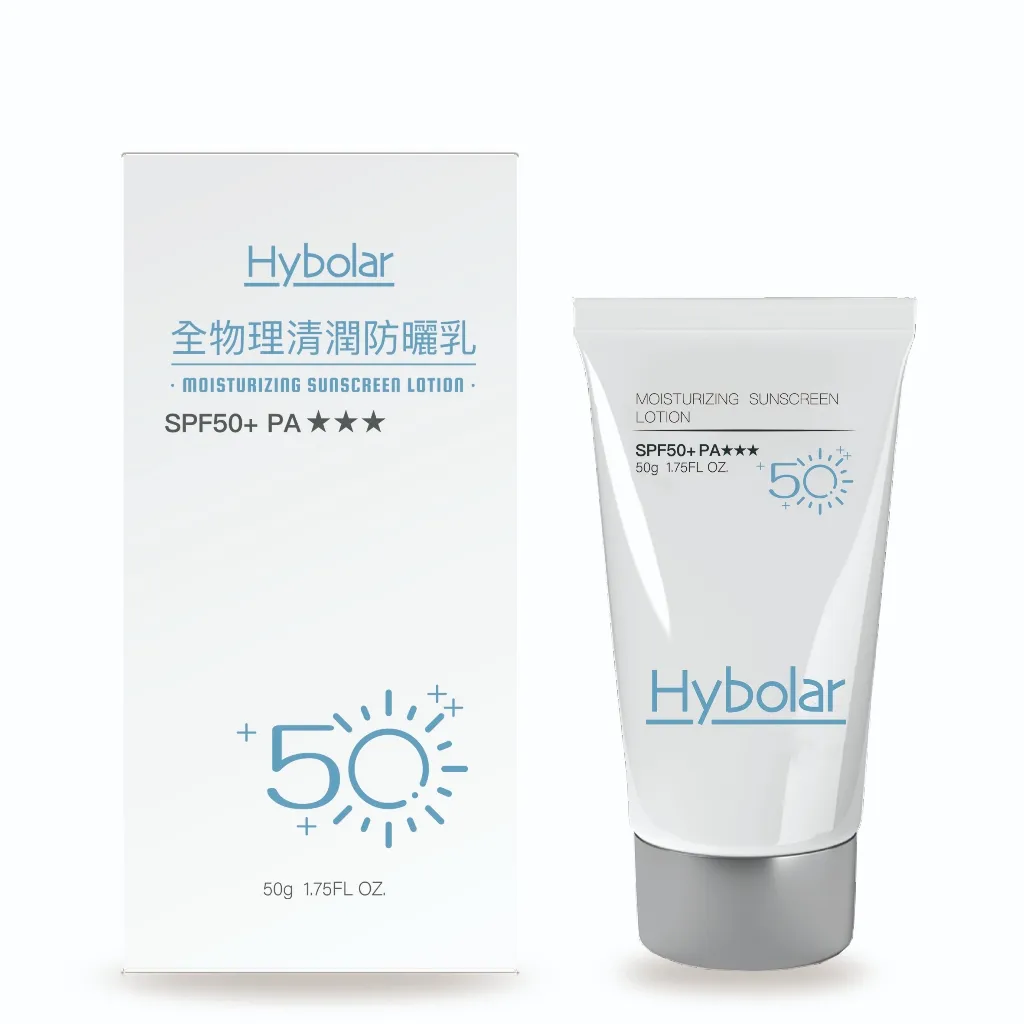 Hybolar
全物理清潤防曬乳
· MOISTURIZING SUNSCREEN LOTION ·
SPF50+ PA ★★★
50
50g 1.75FL OZ.
MOISTURIZING SUNSCREEN
LOTION
SPF50+ PA★★★
50g 1.75FL OZ.
50
Hybolar